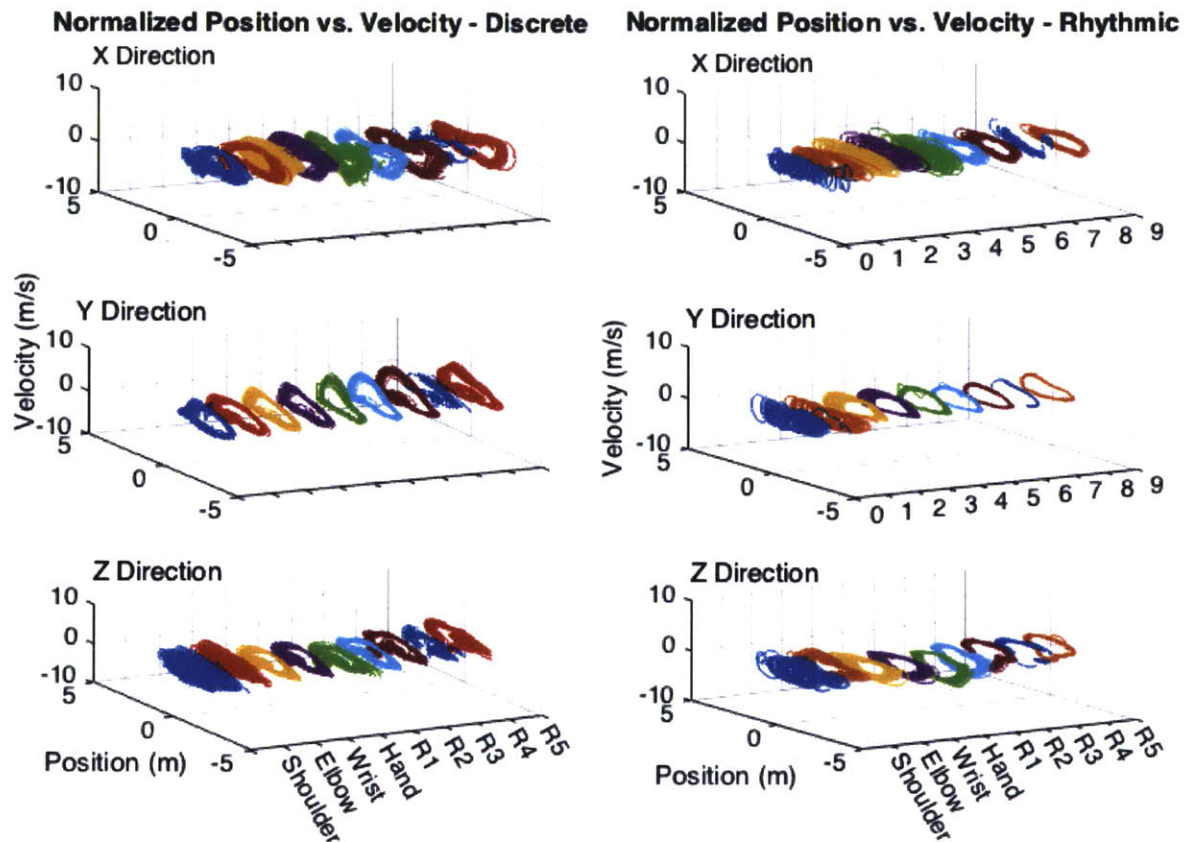 Normalized Position vs. Velocity - Discrete
X Direction
10
0
-10
5
0
-5
Y Direction
Velocity (m/s)
10
0
-10
5
0
-5
Z Direction
10
0
-10
5
0
-5
Position (m)
Shoulder
Elbow
Wrist
Hand
R1
R2
R3
R4
R5
Normalized Position vs. Velocity - Rhythmic
X Direction
10
0
-10
5
0
-5
0 1 2 3 4 5 6 7 8 9
Y Direction
Velocity (m/s)
10
0
-10
5
0
-5
0 1 2 3 4 5 6 7 8 9
Z Direction
10
0
-10
5
0
-5
Position (m)
Shoulder
Elbow
Wrist
Hand
R1
R2
R3
R4
R5